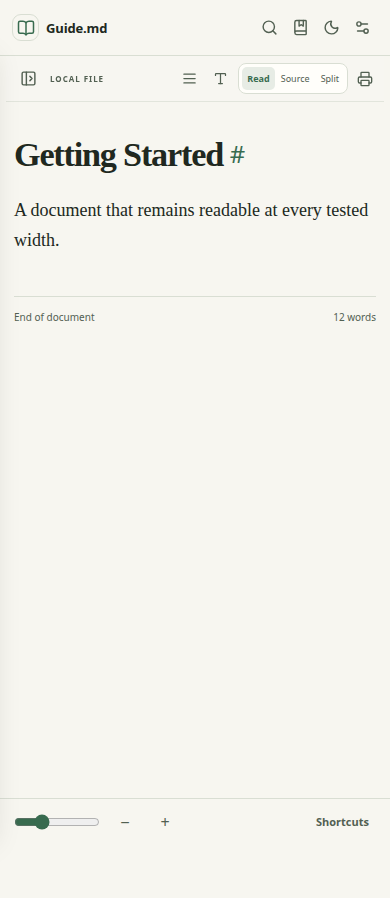 Guide.md
LOCAL FILE
Read Source Split
Getting Started #
A document that remains readable at every tested
width.
End of document 12 words
− +
Shortcuts